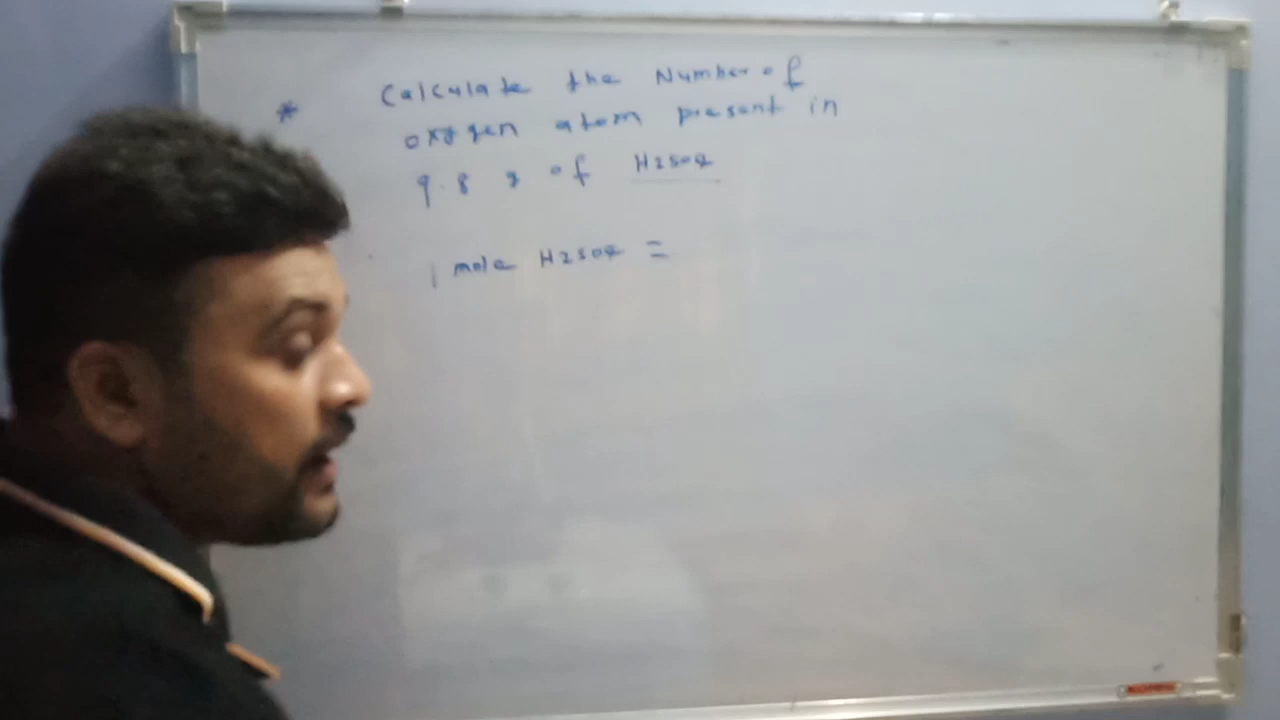 * Calculate the Number of
oxygen atom present in
9.8 g of H2SO4
1 mole H2SO4 =